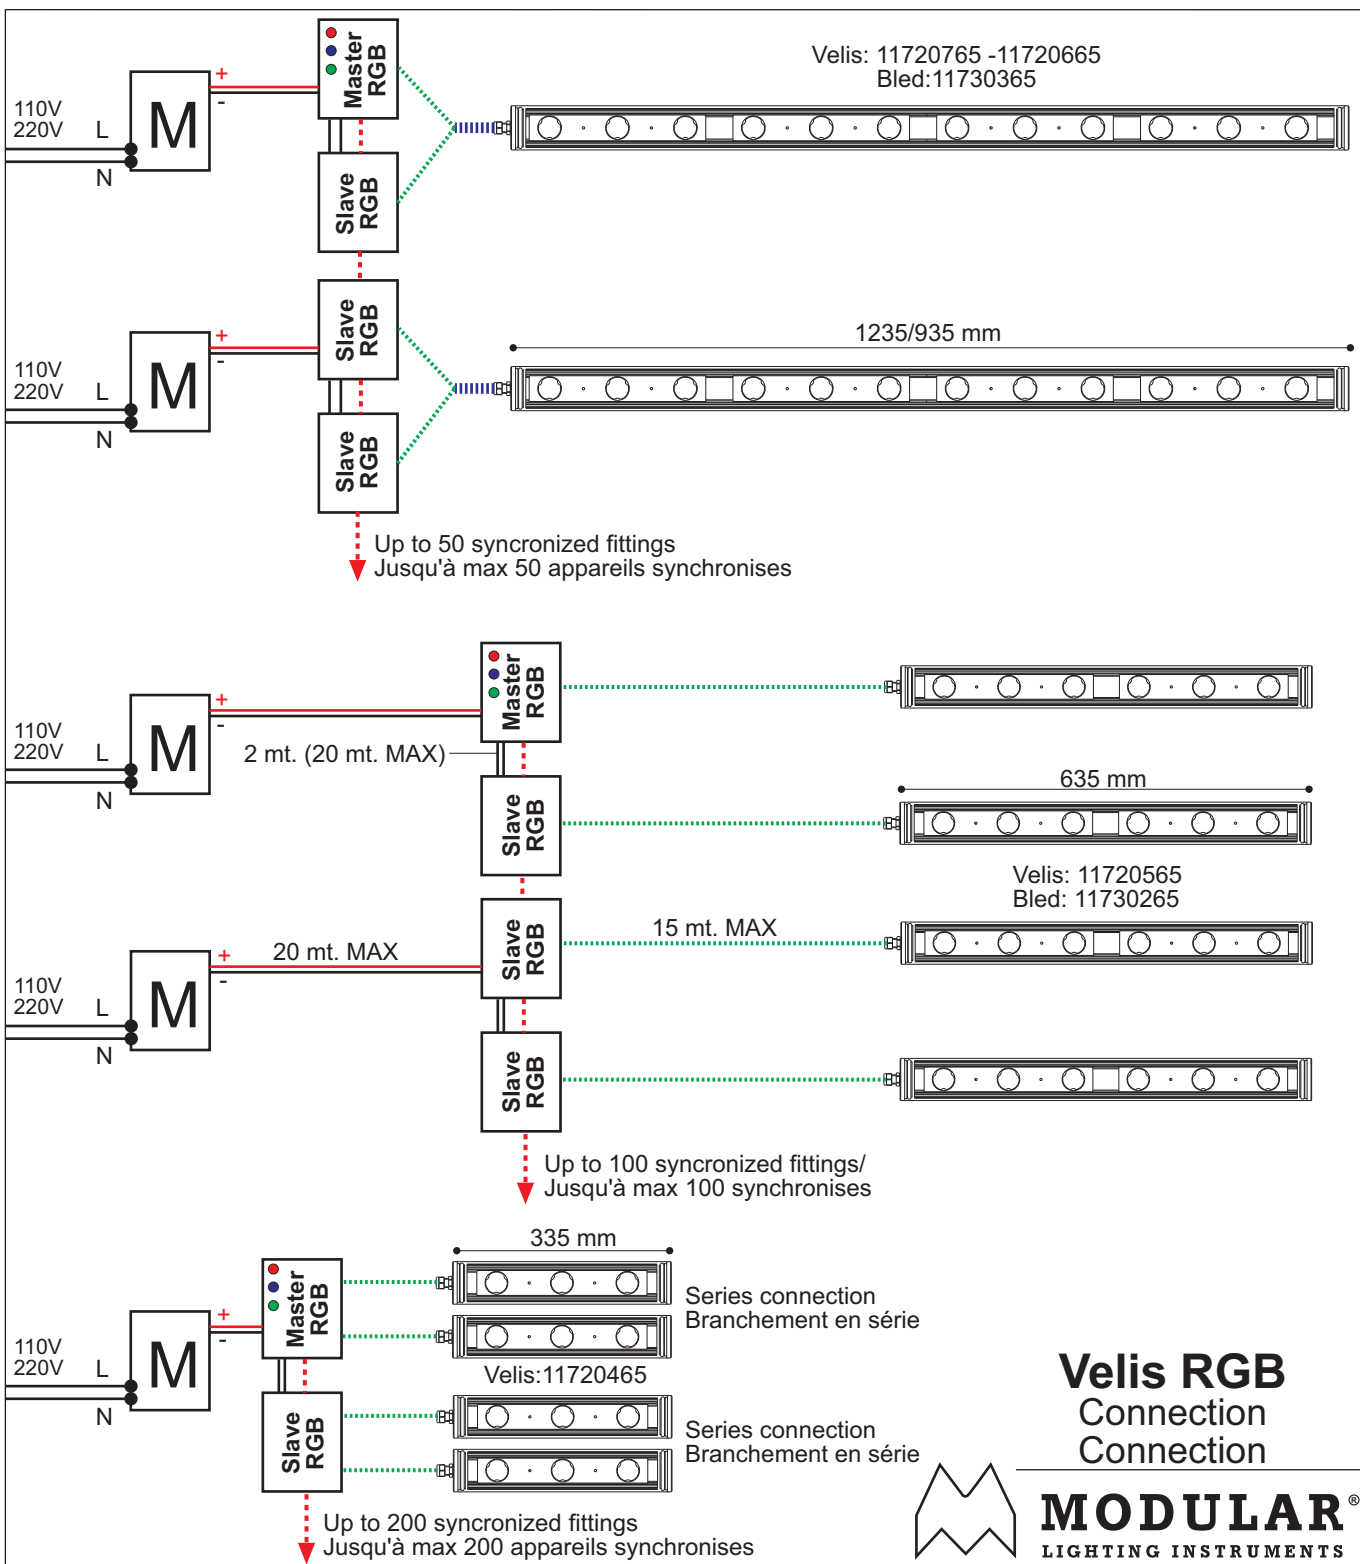 Velis: 11720765 -11720665
Bled:11730365
110V
220V
L
N
M
+
-
Master
RGB
Slave
RGB
110V
220V
L
N
M
+
-
Slave
RGB
Slave
RGB
1235/935 mm
Up to 50 syncronized fittings
Jusqu'à max 50 appareils synchronises
110V
220V
L
N
M
+
-
2 mt. (20 mt. MAX)
Master
RGB
Slave
RGB
635 mm
Velis: 11720565
Bled: 11730265
110V
220V
L
N
M
+
-
20 mt. MAX
Slave
RGB
15 mt. MAX
Slave
RGB
Up to 100 syncronized fittings/
Jusqu'à max 100 synchronises
335 mm
110V
220V
L
N
M
+
-
Master
RGB
Series connection
Branchement en série
Velis:11720465
Slave
RGB
Series connection
Branchement en série
Up to 200 syncronized fittings
Jusqu'à max 200 appareils synchronises
Velis RGB
Connection
Connection
MODULAR®
LIGHTING INSTRUMENTS